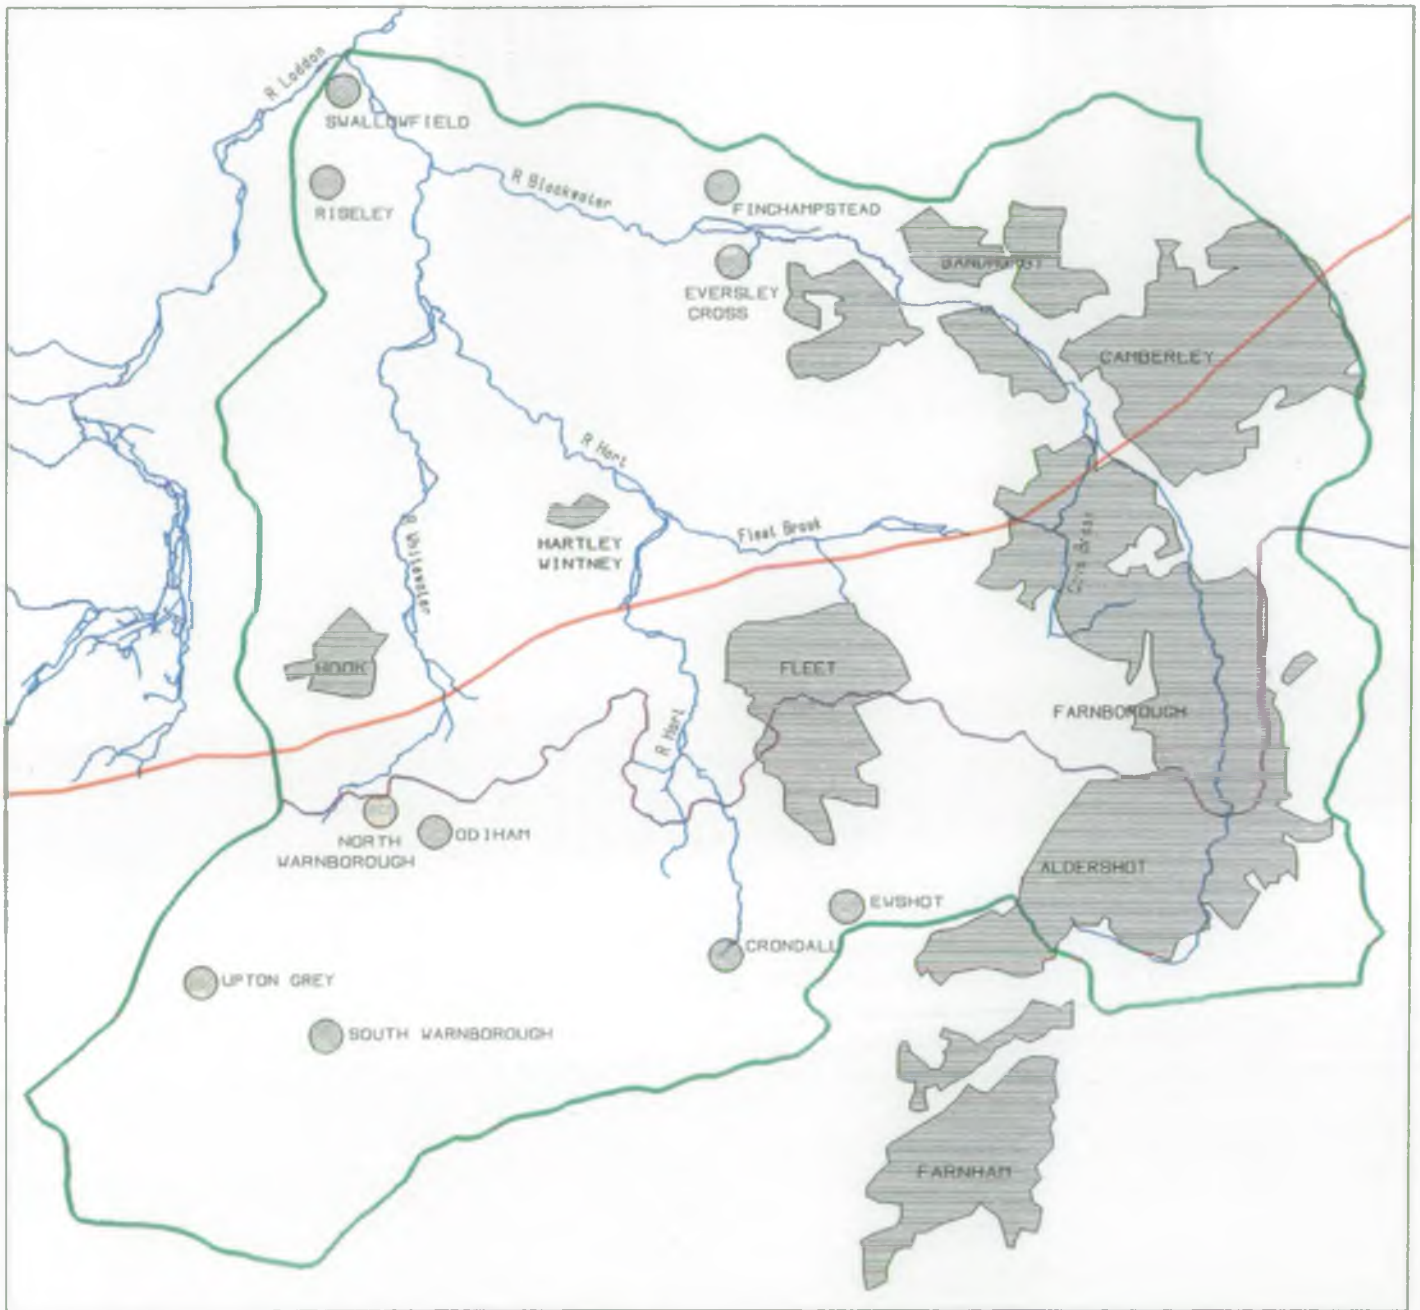 R Loddon
SWALLOWFIELD
RISELEY
R Blackwater
FINCHAMPSTEAD
EVERSLEY
CROSS
SANDHURST
CAMBERLEY
R Hart
HARTLEY
WINTNEY
Fleet Brook
R Whitewater
Cove Brook
HOOK
FLEET
FARNBOROUGH
R Hart
NORTH
WARNBOROUGH
ODIHAM
ALDERSHOT
EWSHOT
CRONDALL
UPTON GREY
SOUTH WARNBOROUGH
FARNHAM